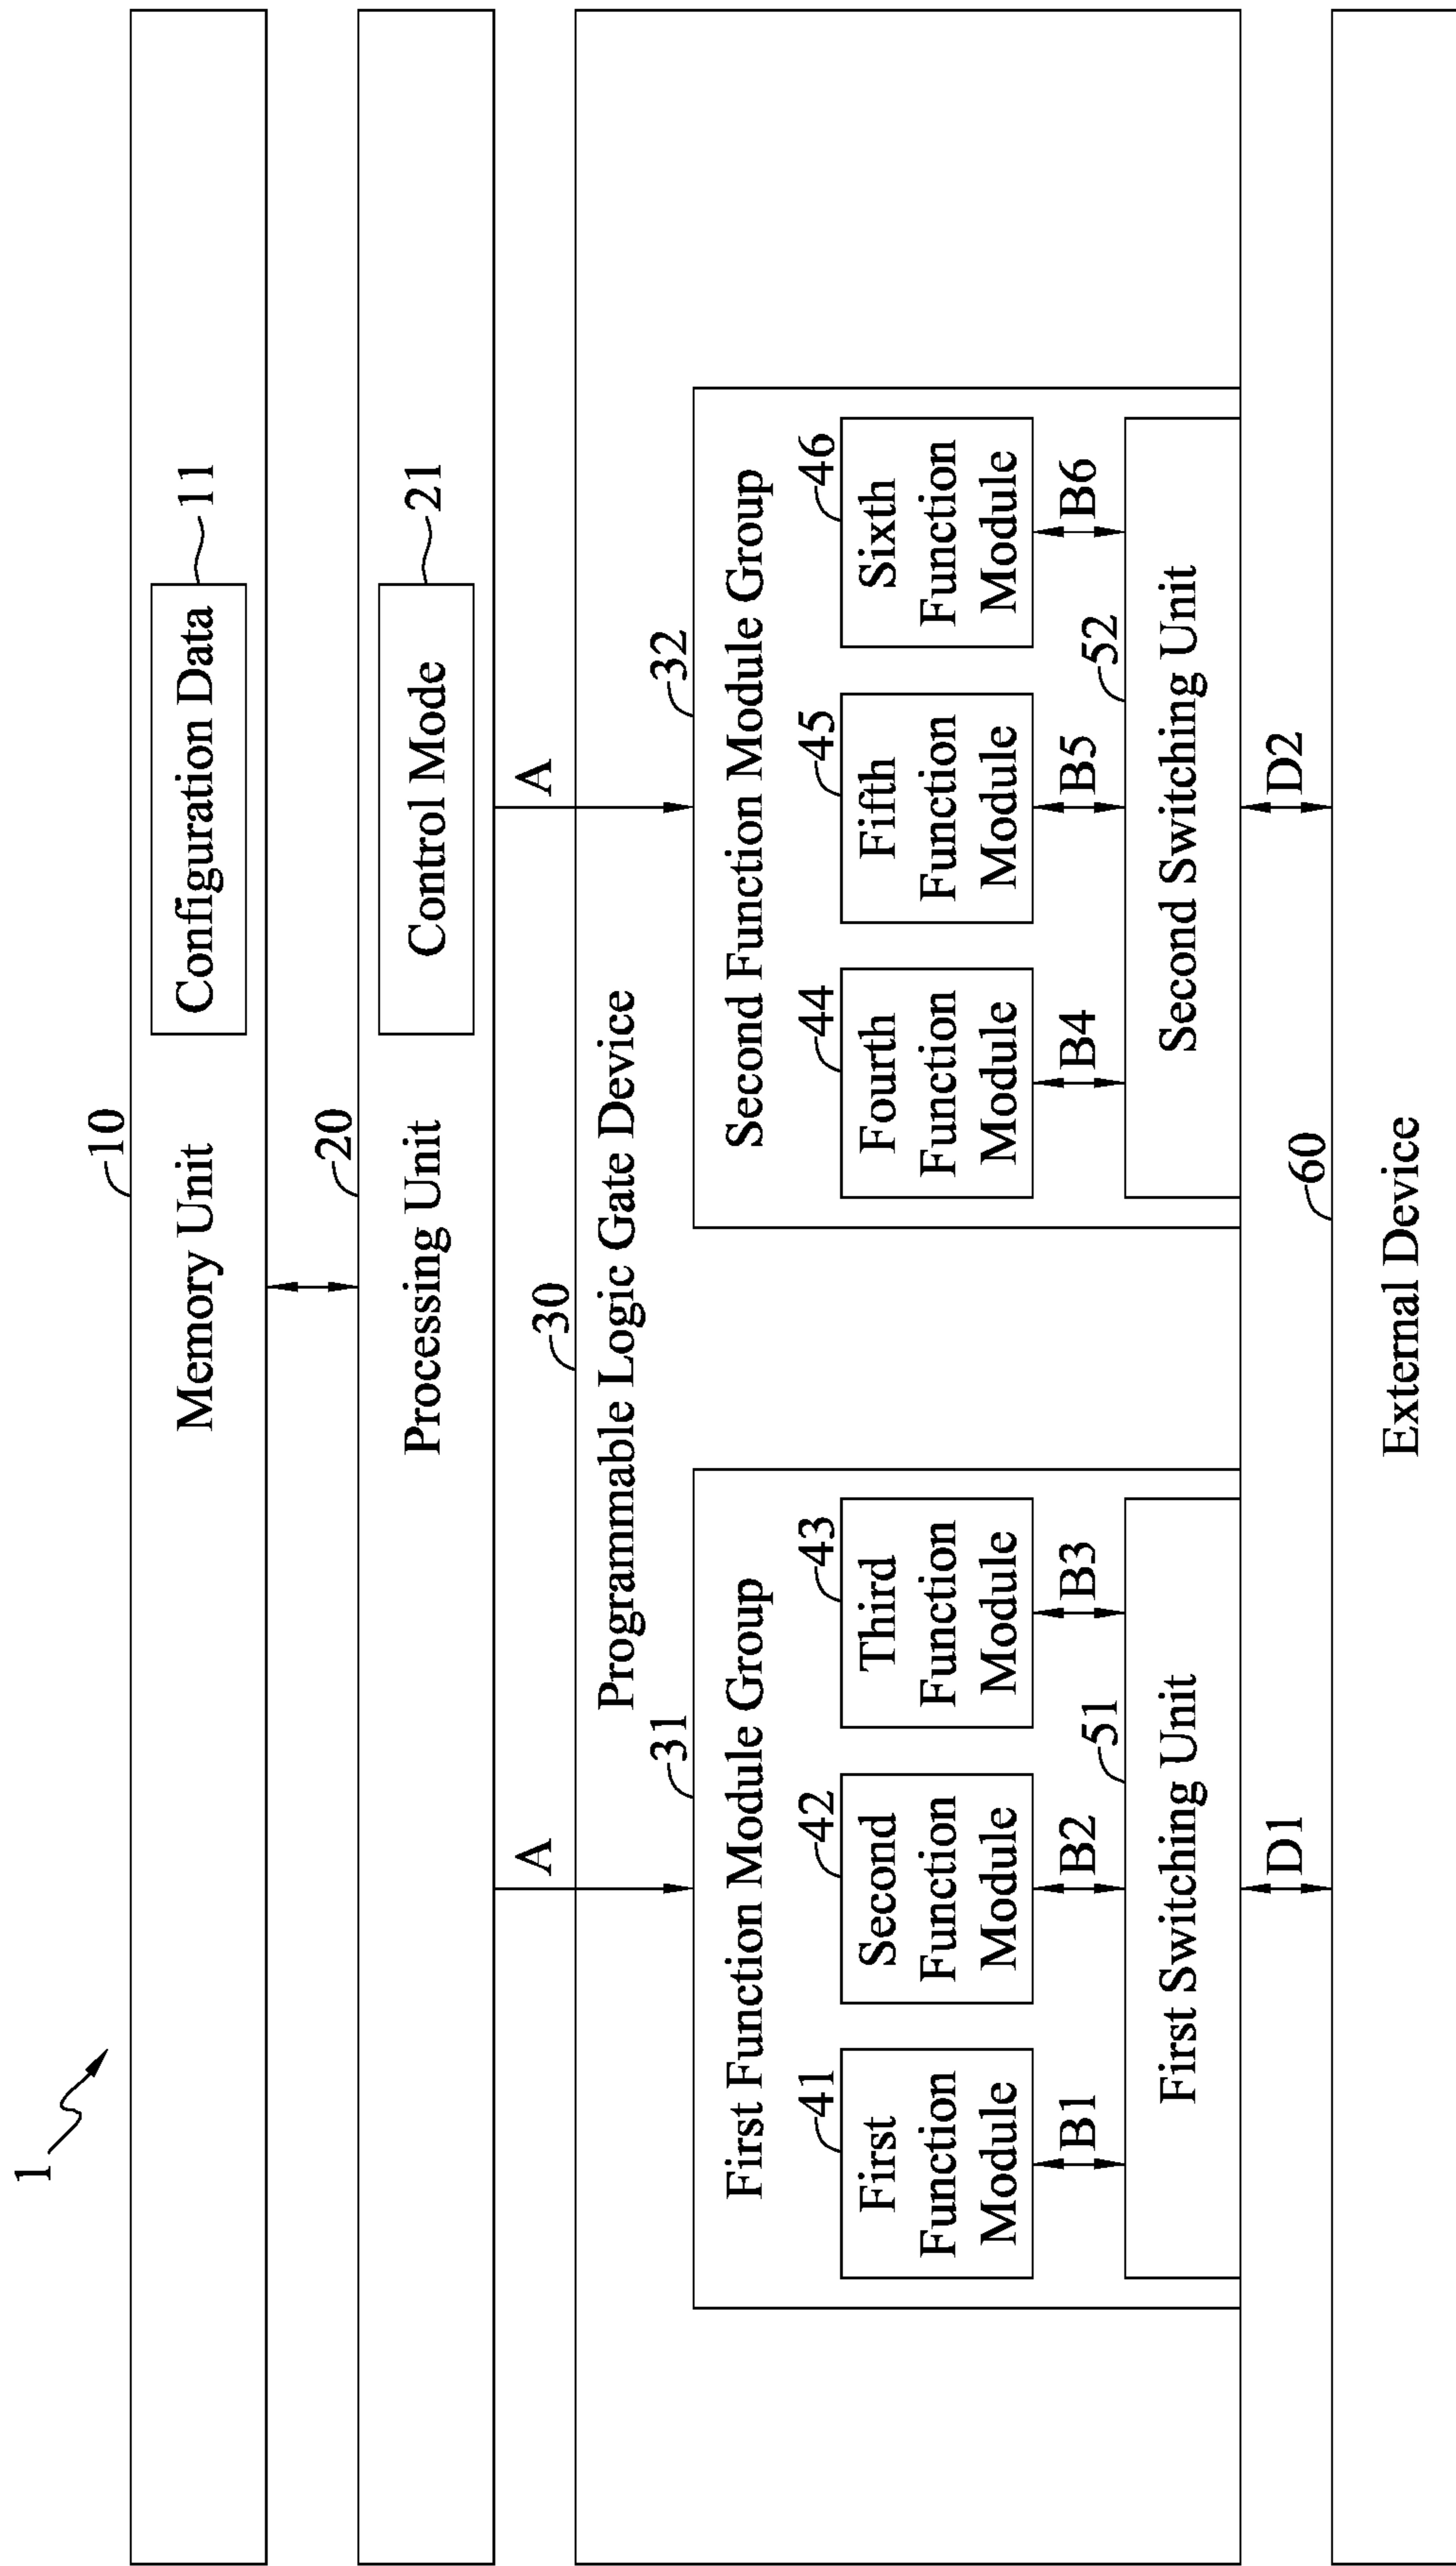 1
10
Memory Unit
Configuration Data
11
20
Processing Unit
Control Mode
21
A
A
30
Programmable Logic Gate Device
31
First Function Module Group
41
First
Function
Module
42
Second
Function
Module
43
Third
Function
Module
B1
B2
B3
51
First Switching Unit
32
Second Function Module Group
44
Fourth
Function
Module
45
Fifth
Function
Module
46
Sixth
Function
Module
B4
B5
B6
52
Second Switching Unit
D1
D2
60
External Device